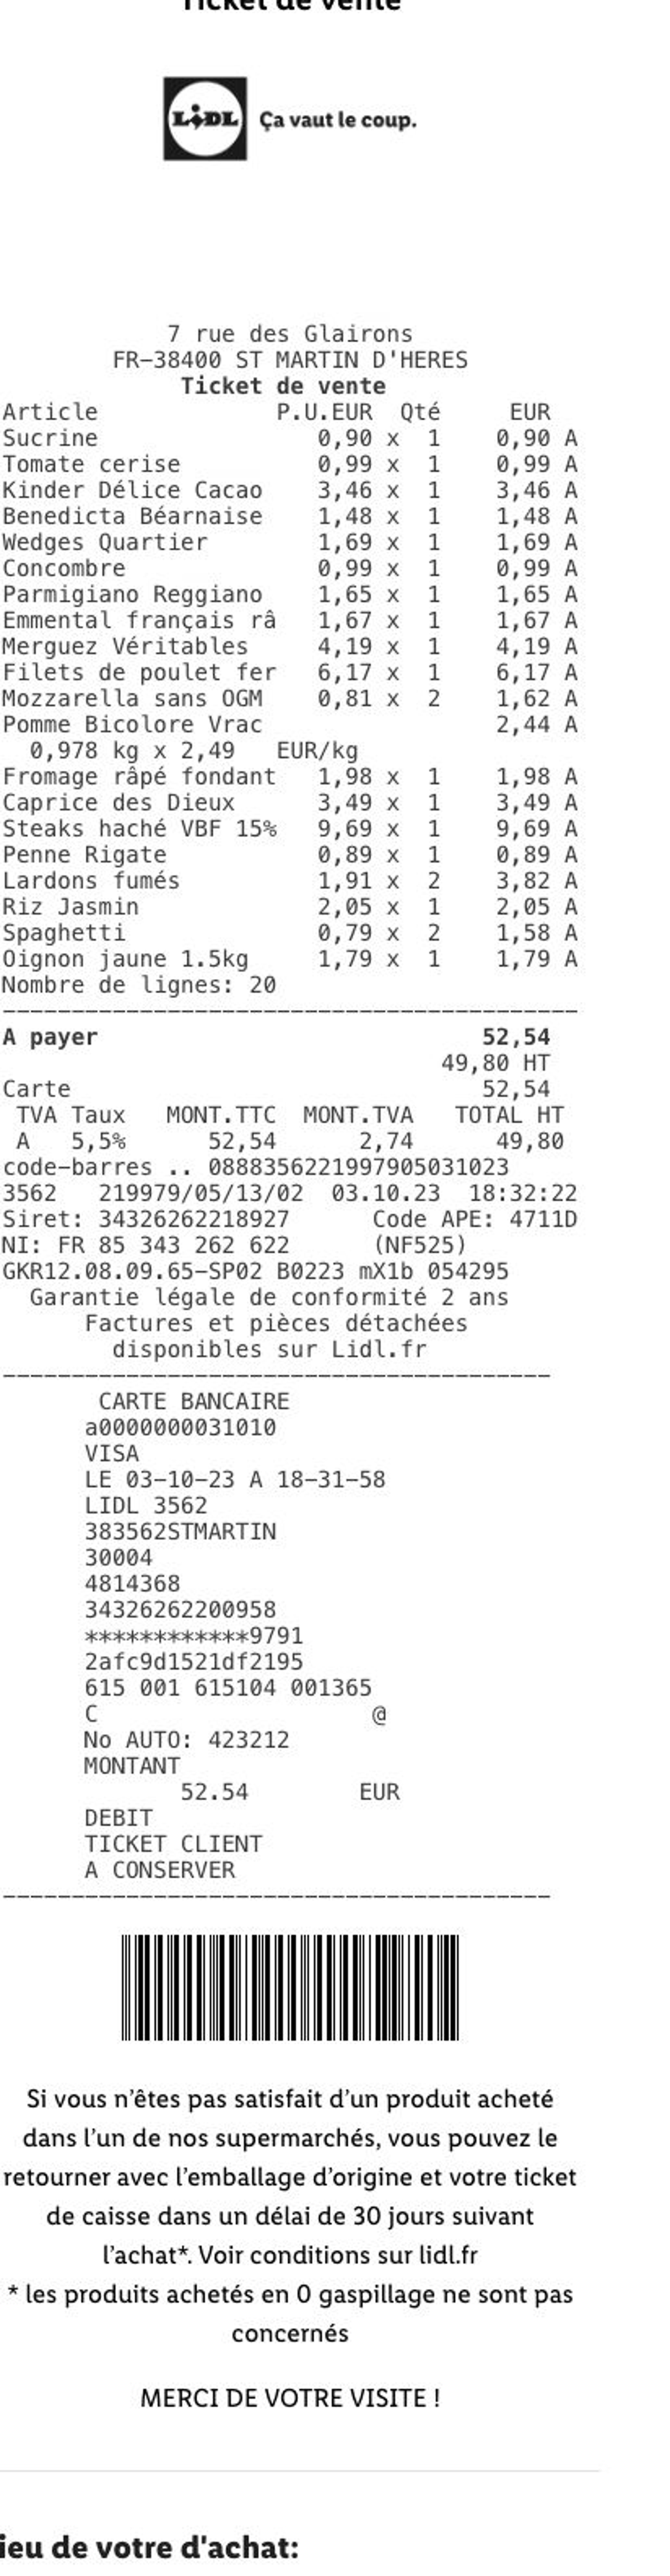 Ticket de vente
LIDL Ça vaut le coup.
7 rue des Glairons
FR-38400 ST MARTIN D'HERES
Ticket de vente
Article P.U.EUR Qté EUR
Sucrine 0,90 x 1 0,90 A
Tomate cerise 0,99 x 1 0,99 A
Kinder Délice Cacao 3,46 x 1 3,46 A
Benedicta Béarnaise 1,48 x 1 1,48 A
Wedges Quartier 1,69 x 1 1,69 A
Concombre 0,99 x 1 0,99 A
Parmigiano Reggiano 1,65 x 1 1,65 A
Emmental français râ 1,67 x 1 1,67 A
Merguez Véritables 4,19 x 1 4,19 A
Filets de poulet fer 6,17 x 1 6,17 A
Mozzarella sans OGM 0,81 x 2 1,62 A
Pomme Bicolore Vrac 2,44 A
0,978 kg x 2,49 EUR/kg
Fromage râpé fondant 1,98 x 1 1,98 A
Caprice des Dieux 3,49 x 1 3,49 A
Steaks haché VBF 15% 9,69 x 1 9,69 A
Penne Rigate 0,89 x 1 0,89 A
Lardons fumés 1,91 x 2 3,82 A
Riz Jasmin 2,05 x 1 2,05 A
Spaghetti 0,79 x 2 1,58 A
Oignon jaune 1.5kg 1,79 x 1 1,79 A
Nombre de lignes: 20
A payer 52,54
49,80 HT
Carte 52,54
TVA Taux MONT.TTC MONT.TVA TOTAL HT
A 5,5% 52,54 2,74 49,80
code-barres .. 0888356221997905031023
3562 219979/05/13/02 03.10.23 18:32:22
Siret: 34326262218927 Code APE: 4711D
NI: FR 85 343 262 622 (NF525)
GKR12.08.09.65-SP02 B0223 mX1b 054295
Garantie légale de conformité 2 ans
Factures et pièces détachées
disponibles sur Lidl.fr
CARTE BANCAIRE
a0000000031010
VISA
LE 03-10-23 A 18-31-58
LIDL 3562
383562STMARTIN
30004
4814368
34326262200958
************9791
2afc9d1521df2195
615 001 615104 001365
C @
No AUTO: 423212
MONTANT
52.54 EUR
DEBIT
TICKET CLIENT
A CONSERVER
Si vous n'êtes pas satisfait d'un produit acheté
dans l'un de nos supermarchés, vous pouvez le
retourner avec l'emballage d'origine et votre ticket
de caisse dans un délai de 30 jours suivant
l'achat*. Voir conditions sur lidl.fr
* les produits achetés en 0 gaspillage ne sont pas
concernés
MERCI DE VOTRE VISITE !
ieu de votre d'achat: